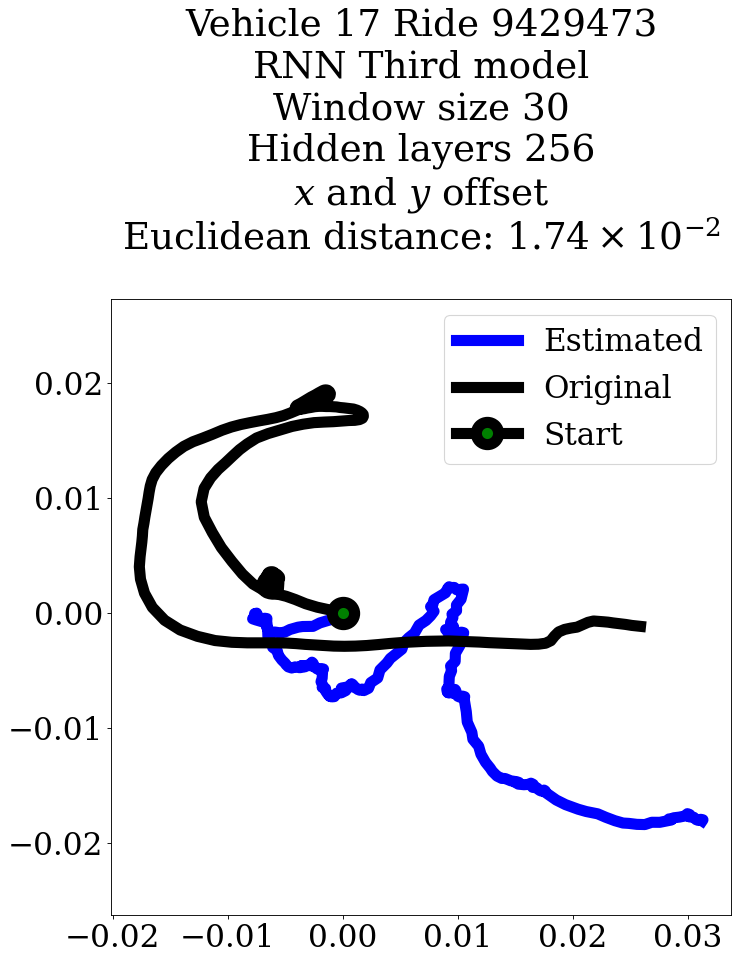 Vehicle 17 Ride 9429473
RNN Third model
Window size 30
Hidden layers 256
x and y offset
Euclidean distance: 1.74 × 10⁻²
Estimated
Original
Start
0.02
0.01
0.00
−0.01
−0.02
−0.02 −0.01 0.00 0.01 0.02 0.03